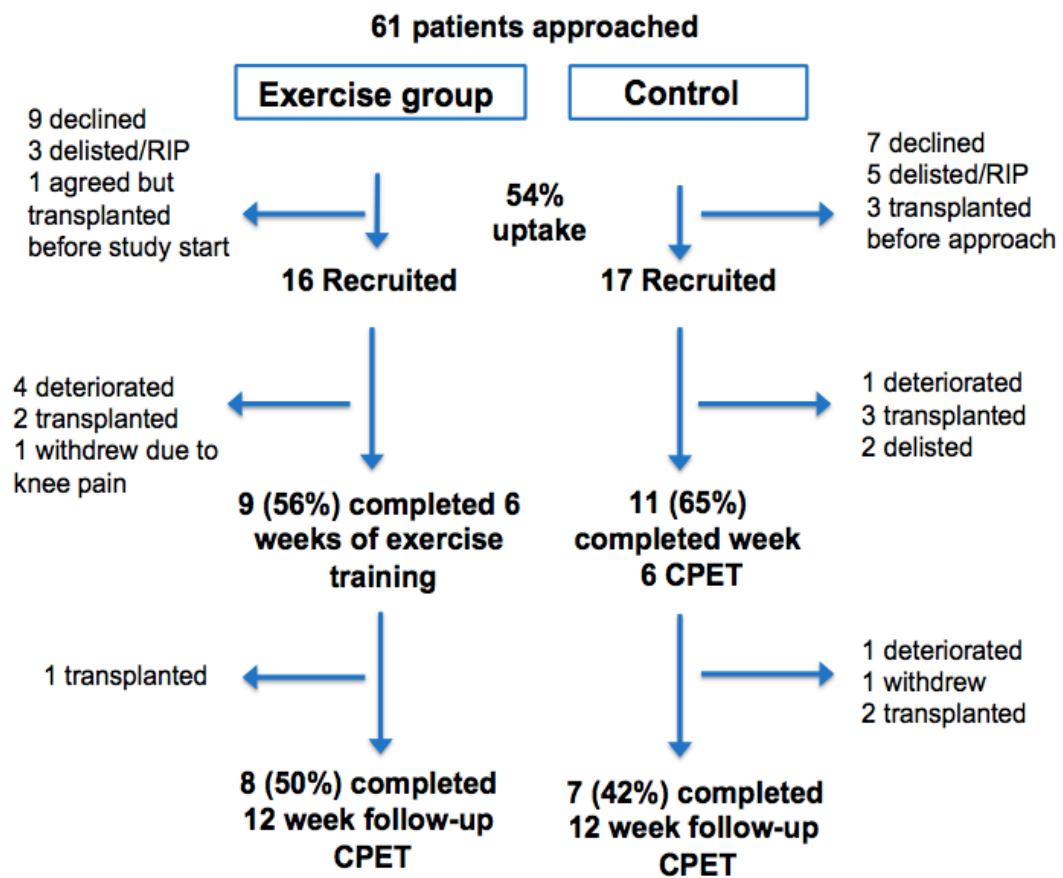 61 patients approached
Exercise group
Control
9 declined
3 delisted/RIP
1 agreed but
transplanted
before study start
54%
uptake
7 declined
5 delisted/RIP
3 transplanted
before approach
16 Recruited
17 Recruited
4 deteriorated
2 transplanted
1 withdrew due to
knee pain
1 deteriorated
3 transplanted
2 delisted
9 (56%) completed 6
weeks of exercise
training
11 (65%)
completed week
6 CPET
1 transplanted
1 deteriorated
1 withdrew
2 transplanted
8 (50%) completed
12 week follow-up
CPET
7 (42%) completed
12 week follow-up
CPET